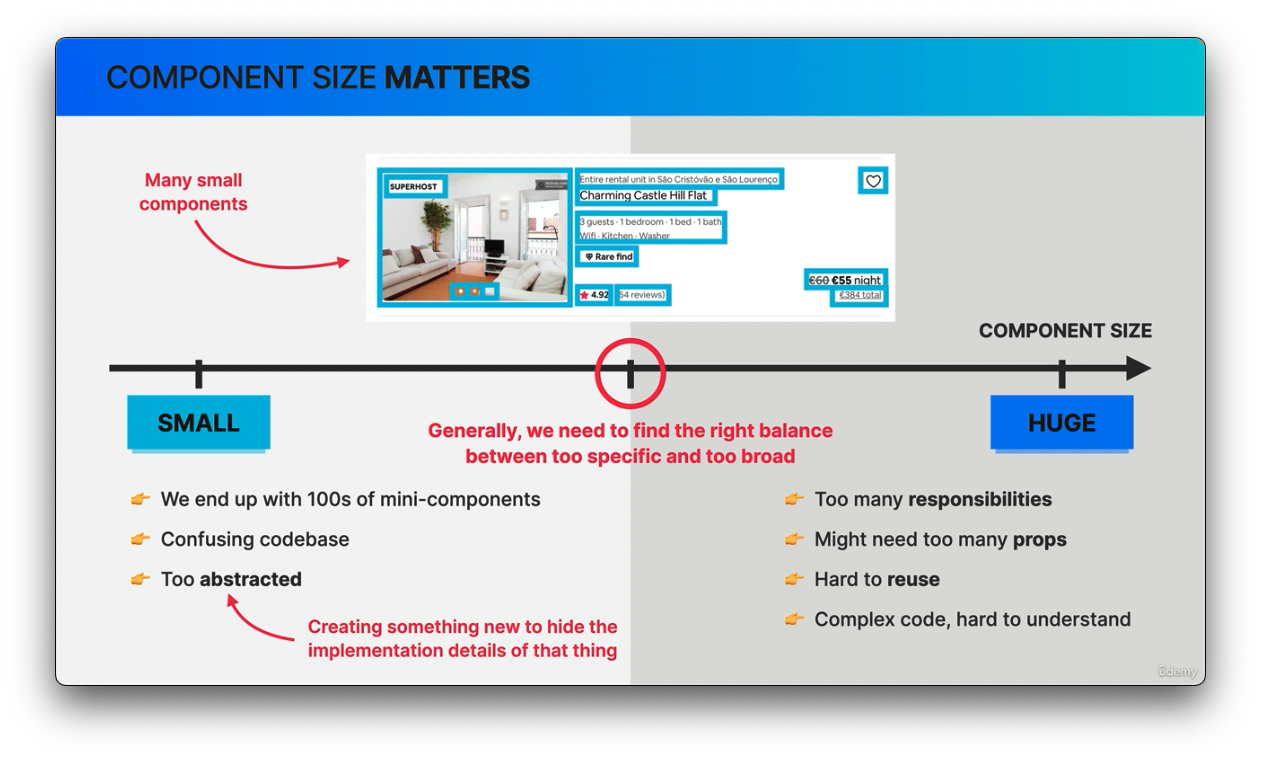 COMPONENT SIZE MATTERS
Many small
components
SUPERHOST
Entire rental unit in São Cristóvão e São Lourenço
Charming Castle Hill Flat
3 guests · 1 bedroom · 1 bed · 1 bath
Wifi · Kitchen · Washer
Rare find
4.92
54 reviews)
€60 €55 night
€384 total
COMPONENT SIZE
SMALL
HUGE
Generally, we need to find the right balance
between too specific and too broad
We end up with 100s of mini-components
Confusing codebase
Too abstracted
Creating something new to hide the
implementation details of that thing
Too many responsibilities
Might need too many props
Hard to reuse
Complex code, hard to understand
ûdemy